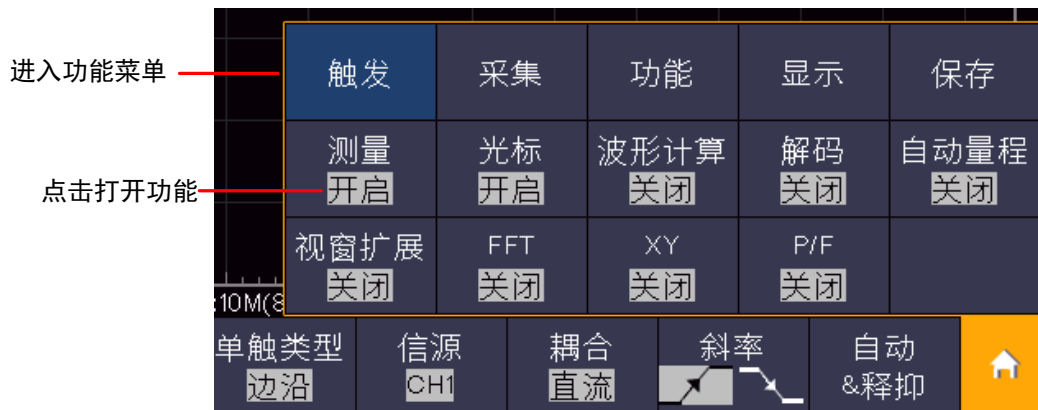 进入功能菜单
触发 采集 功能 显示 保存
测量 光标 波形计算 解码 自动量程
点击打开功能
开启 开启 关闭 关闭 关闭
视窗扩展 FFT XY P/F
关闭 关闭 关闭 关闭
:10M(8
单触类型 信源 耦合 斜率 自动
边沿 CH1 直流 &释抑